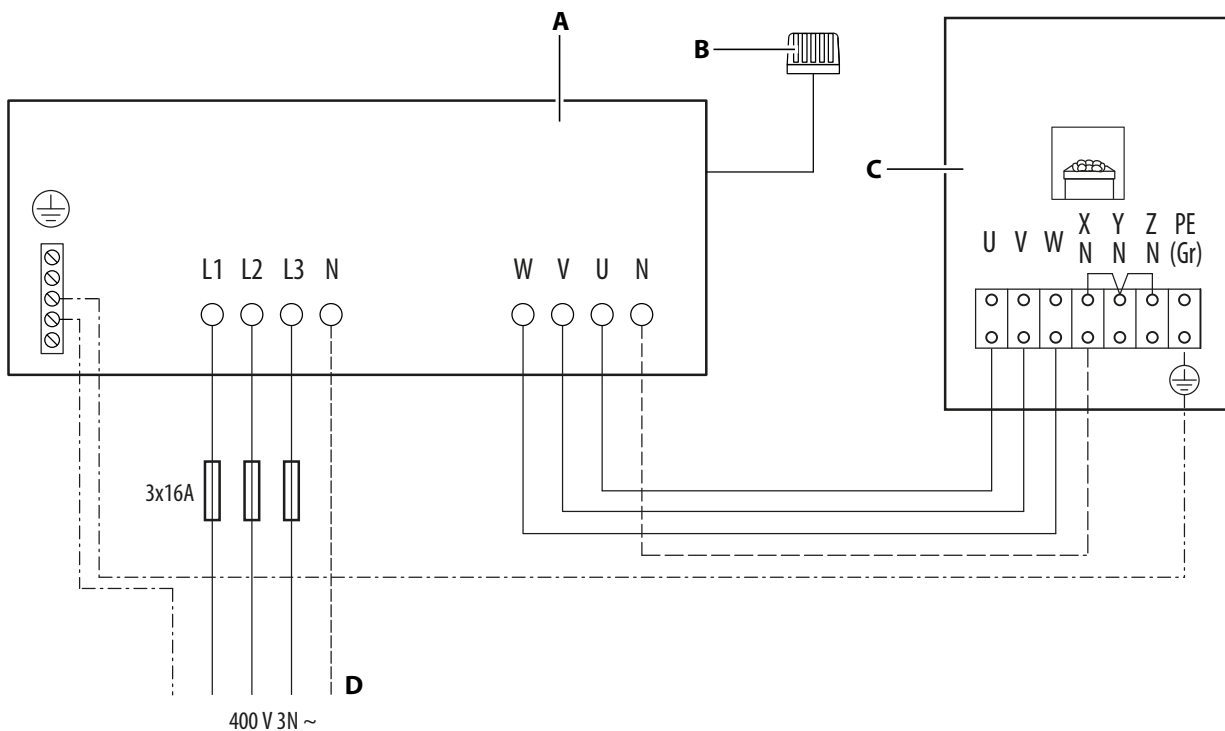 A
B
C
U V W X Y Z PE
N N N (Gr)
L1 L2 L3 N
W V U N
3x16A
D
400 V 3N ~